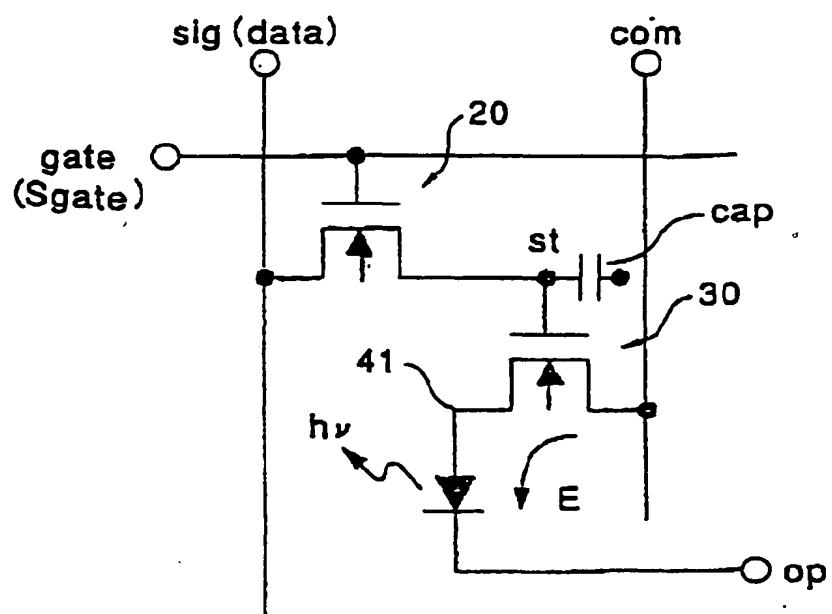 sig (data)
com
20
gate
(Sgate)
cap
st
30
41
hν
E
op